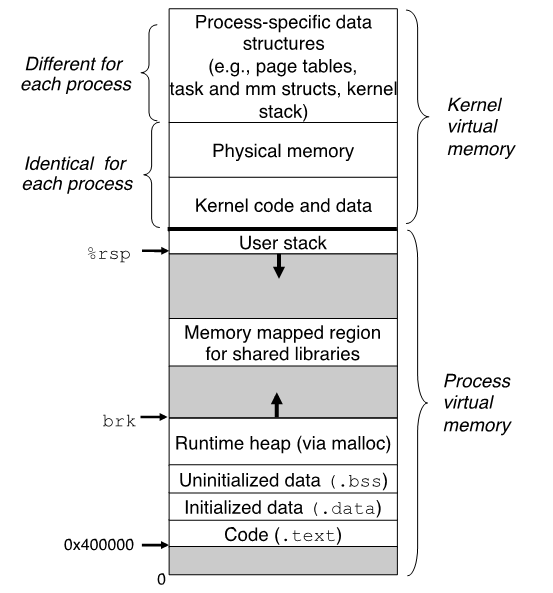 Process-specific data
structures
(e.g., page tables,
task and mm structs, kernel
stack)
Different for
each process
Kernel
virtual
memory
Physical memory
Identical for
each process
Kernel code and data
User stack
%rsp
Memory mapped region
for shared libraries
Process
virtual
memory
brk
Runtime heap (via malloc)
Uninitialized data (.bss)
Initialized data (.data)
Code (.text)
0x400000
0